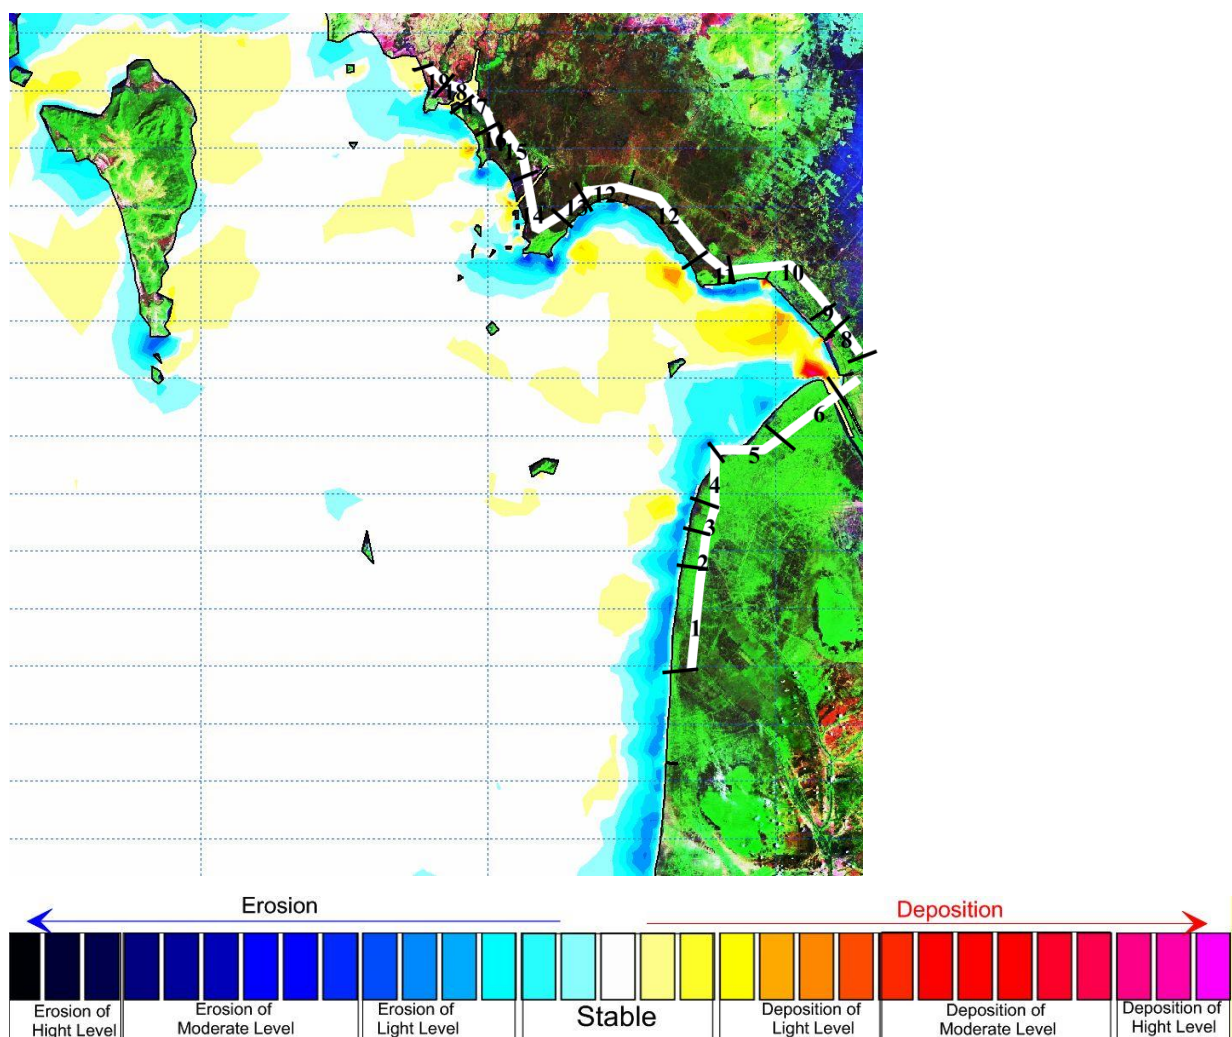 19
18
17
16
15
14
13
12
12
11
10
9
8
6
5
4
3
2
1
Erosion
Deposition
Erosion of
Hight Level
Erosion of
Moderate Level
Erosion of
Light Level
Stable
Deposition of
Light Level
Deposition of
Moderate Level
Deposition of
Hight Level